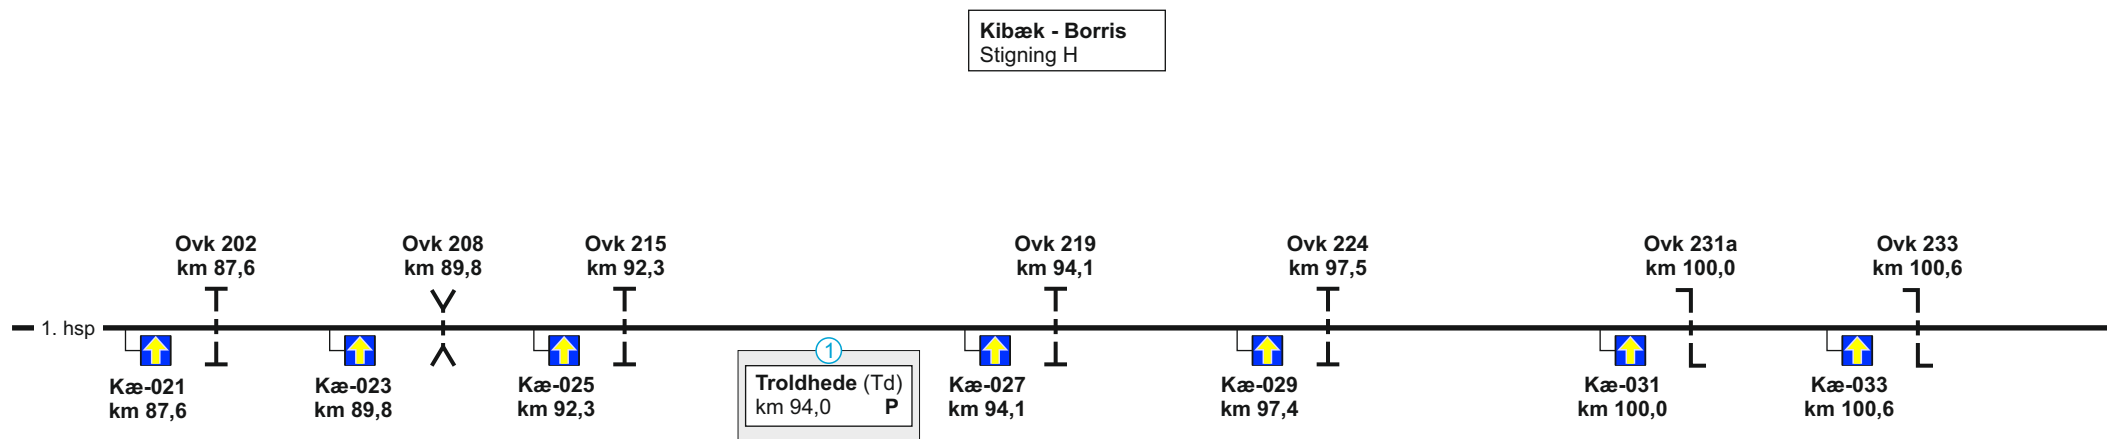 Kibæk - Borris
Stigning H
Ovk 202
km 87,6
Ovk 208
km 89,8
Ovk 215
km 92,3
Ovk 219
km 94,1
Ovk 224
km 97,5
Ovk 231a
km 100,0
Ovk 233
km 100,6
1. hsp
Kæ-021
km 87,6
Kæ-023
km 89,8
Kæ-025
km 92,3
1
Troldhede (Td)
km 94,0 P
Kæ-027
km 94,1
Kæ-029
km 97,4
Kæ-031
km 100,0
Kæ-033
km 100,6